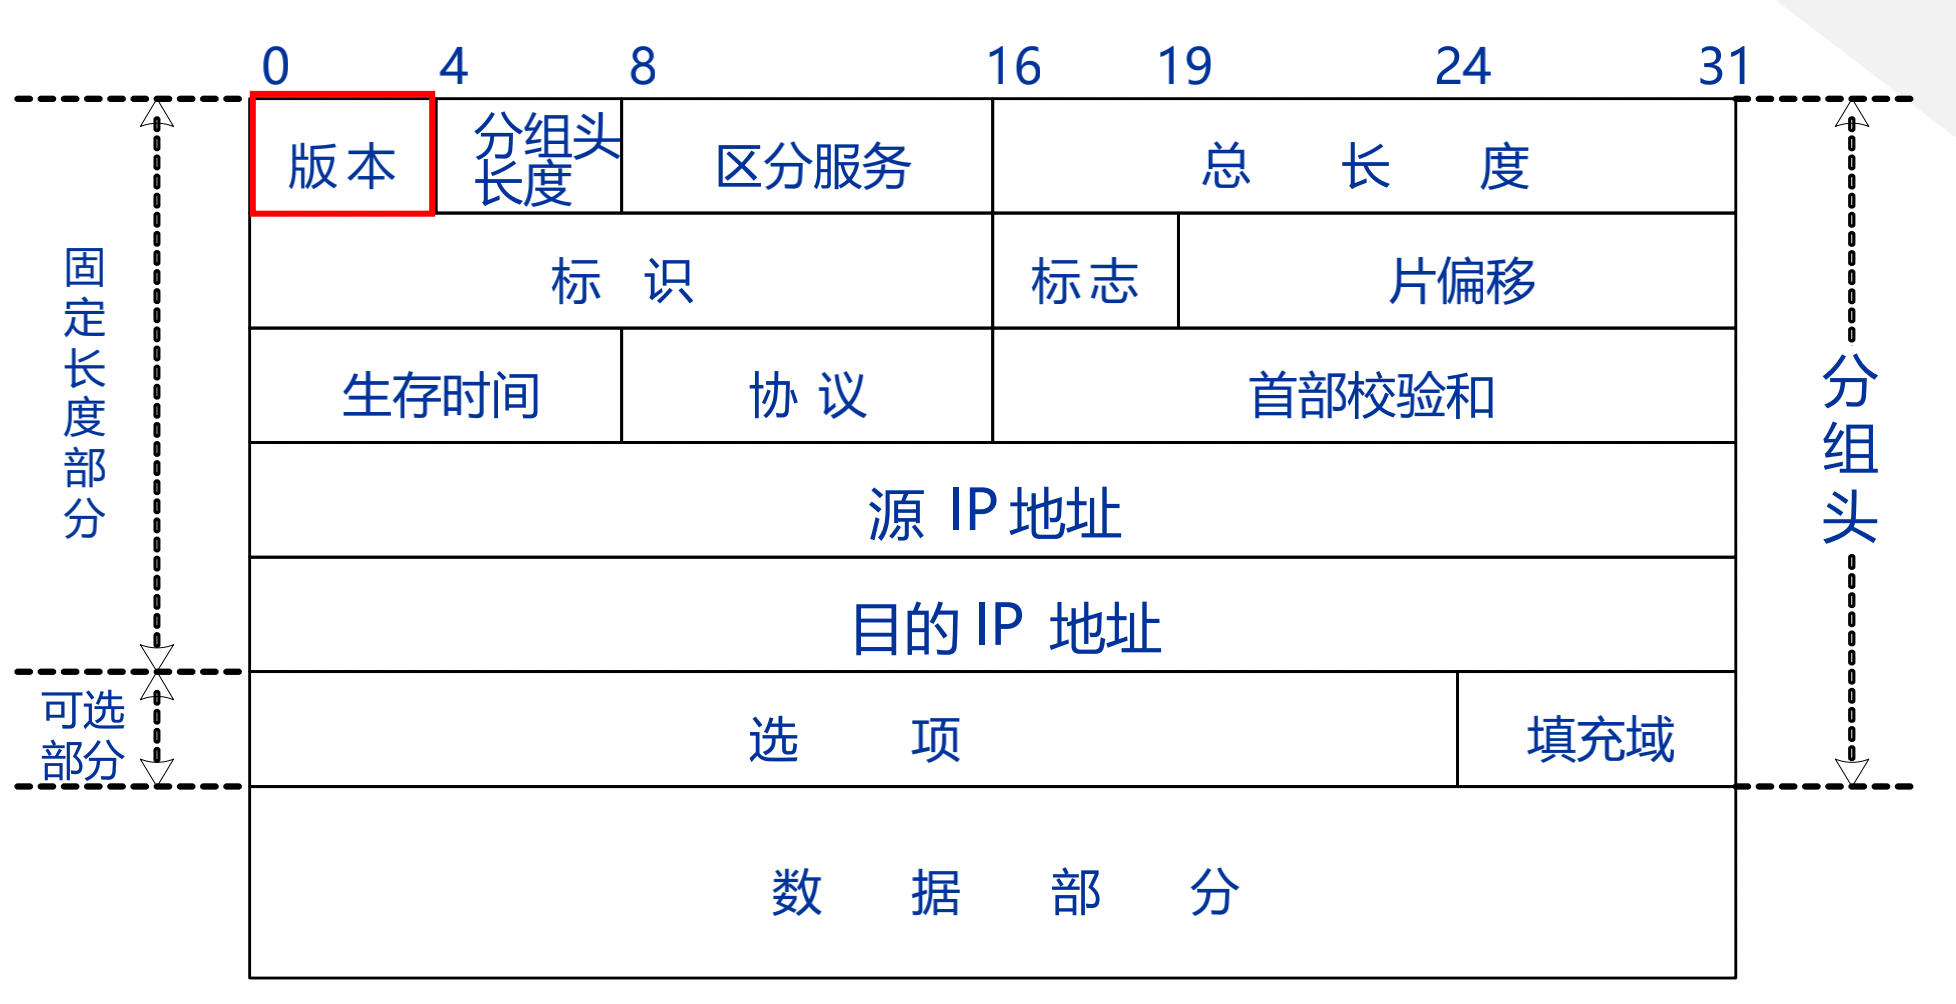 0 4 8 16 19 24 31
版本
分组头
长度
区分服务
总 长 度
标 识
标志
片偏移
生存时间
协 议
首部校验和
源 IP 地址
目的 IP 地址
选 项
填充域
数 据 部 分
固定长度部分
可选
部分
分组头